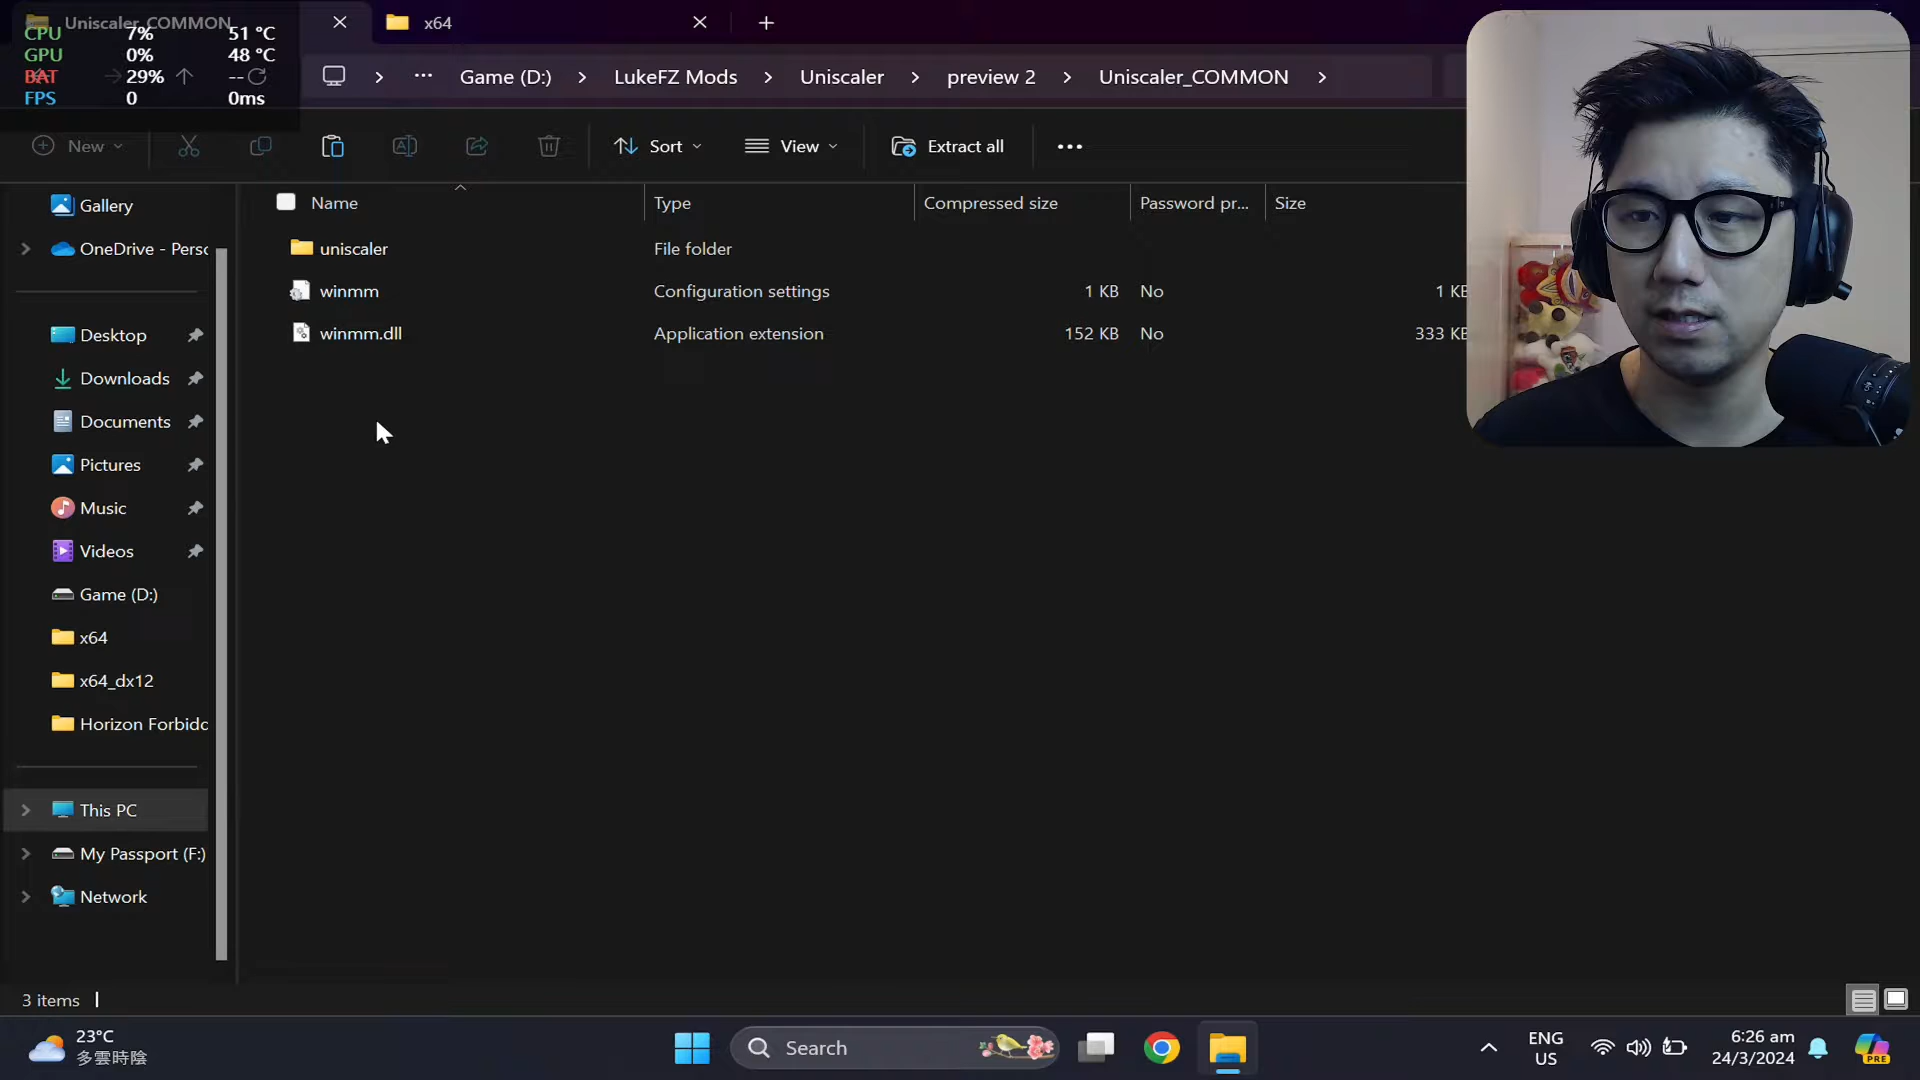 Uniscaler_COMMON
x64
CPU 7% 51 °C
GPU 0% 48 °C
BAT 29% --
FPS 0 0ms
Game (D:) LukeFZ Mods Uniscaler preview 2 Uniscaler_COMMON
New
Sort
View
Extract all
Name Type Compressed size Password pr... Size
uniscaler File folder
winmm Configuration settings 1 KB No 1 KB
winmm.dll Application extension 152 KB No 333 KB
Gallery
OneDrive - Persc
Desktop
Downloads
Documents
Pictures
Music
Videos
Game (D:)
x64
x64_dx12
Horizon Forbidc
This PC
My Passport (F:)
Network
3 items
23°C
多雲時陰
Search
ENG
US
6:26 am
24/3/2024
PRE